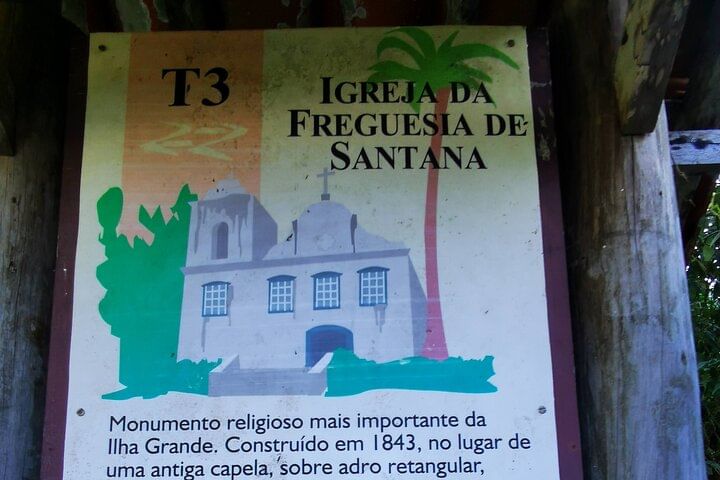 T3
IGREJA DA
FREGUESIA DE
SANTANA
Monumento religioso mais importante da
Ilha Grande. Construído em 1843, no lugar de
uma antiga capela, sobre adro retangular,